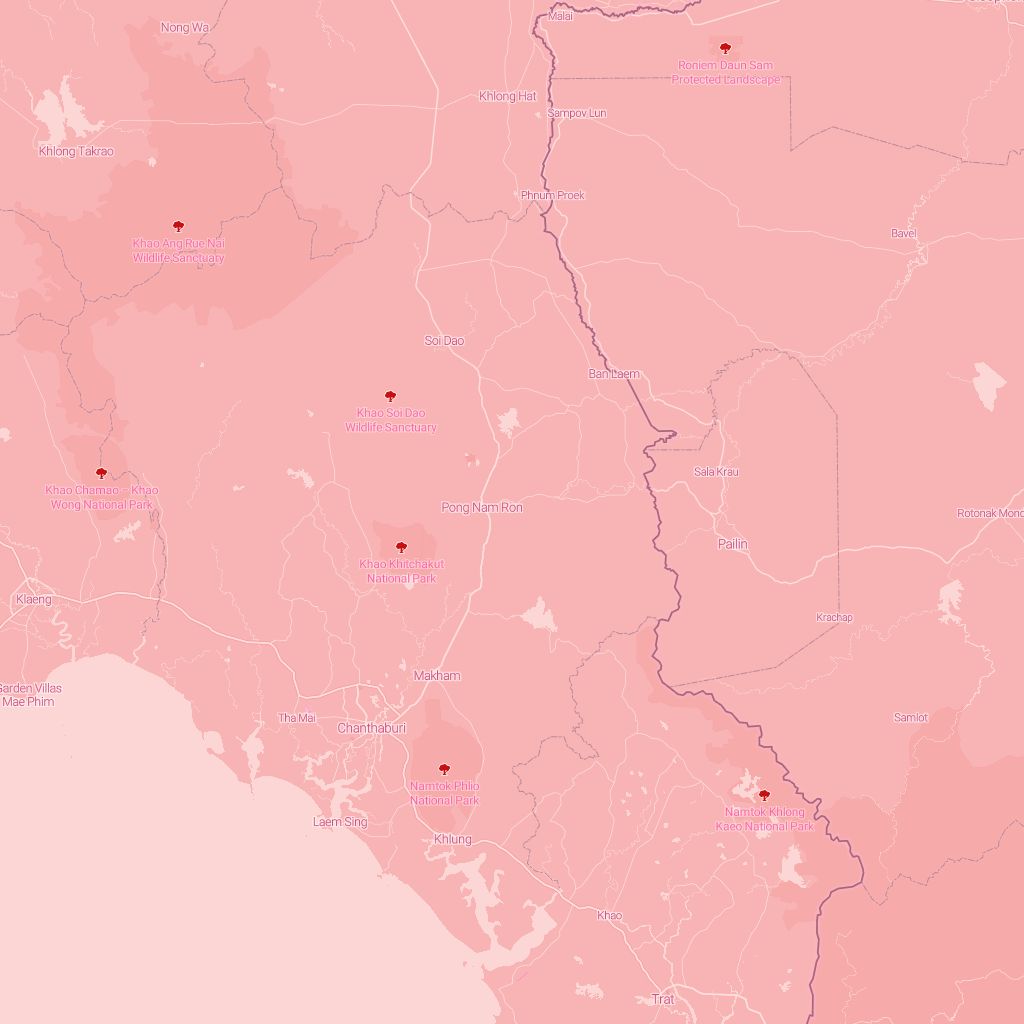 Malai
Nong Wa
Roniem Daun Sam
Protected Landscape
Khlong Hat
Sampov Lun
Khlong Takrao
Phnum Proek
Khao Ang Rue Nai
Wildlife Sanctuary
Bavel
Soi Dao
Ban Laem
Khao Soi Dao
Wildlife Sanctuary
Sala Krau
Khao Chamao – Khao
Wong National Park
Pong Nam Ron
Rotonak Mono
Pailin
Khao Khitchakut
National Park
Klaeng
Krachap
Makham
Garden Villas
Mae Phim
Tha Mai
Samlot
Chanthaburi
Namtok Phlio
National Park
Namtok Khlong
Kaeo National Park
Laem Sing
Khlung
Khao
Trat